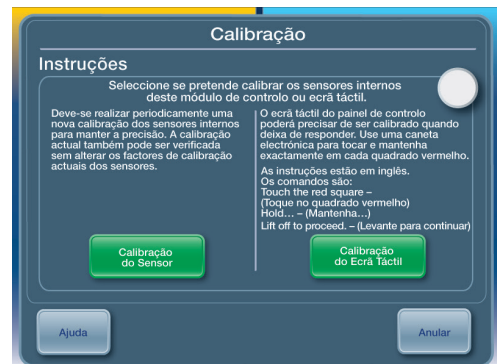 Calibração
Instruções
Seleccione se pretende calibrar os sensores internos
deste módulo de controlo ou ecrã táctil.
Deve-se realizar periodicamente uma
nova calibração dos sensores internos
para manter a precisão. A calibração
actual também pode ser verificada
sem alterar os factores de calibração
actuais dos sensores.
O ecrã táctil do painel de controlo
poderá precisar de ser calibrado quando
deixa de responder. Use uma caneta
electrónica para tocar e mantenha
exactamente em cada quadrado vermelho.
As instruções estão em inglês.
Os comandos são:
Touch the red square –
(Toque no quadrado vermelho)
Hold... – (Mantenha...)
Lift off to proceed. – (Levante para continuar)
Calibração
do Sensor
Calibração
do Ecrã Táctil
Ajuda
Anular